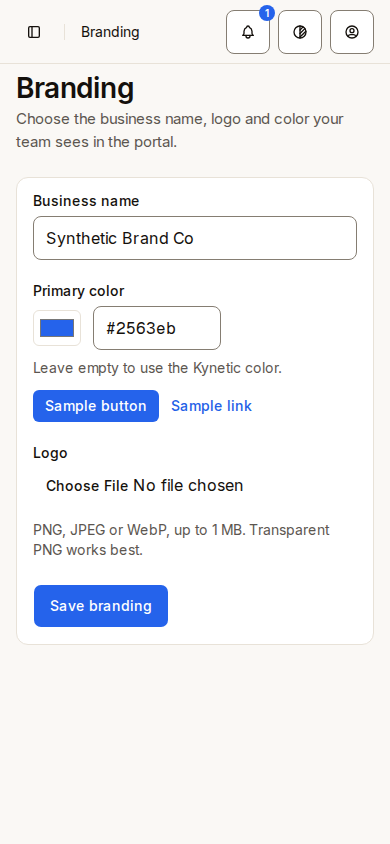 Branding
1
Branding
Choose the business name, logo and color your
team sees in the portal.
Business name
Synthetic Brand Co
Primary color
#2563eb
Leave empty to use the Kynetic color.
Sample button Sample link
Logo
Choose File No file chosen
PNG, JPEG or WebP, up to 1 MB. Transparent
PNG works best.
Save branding